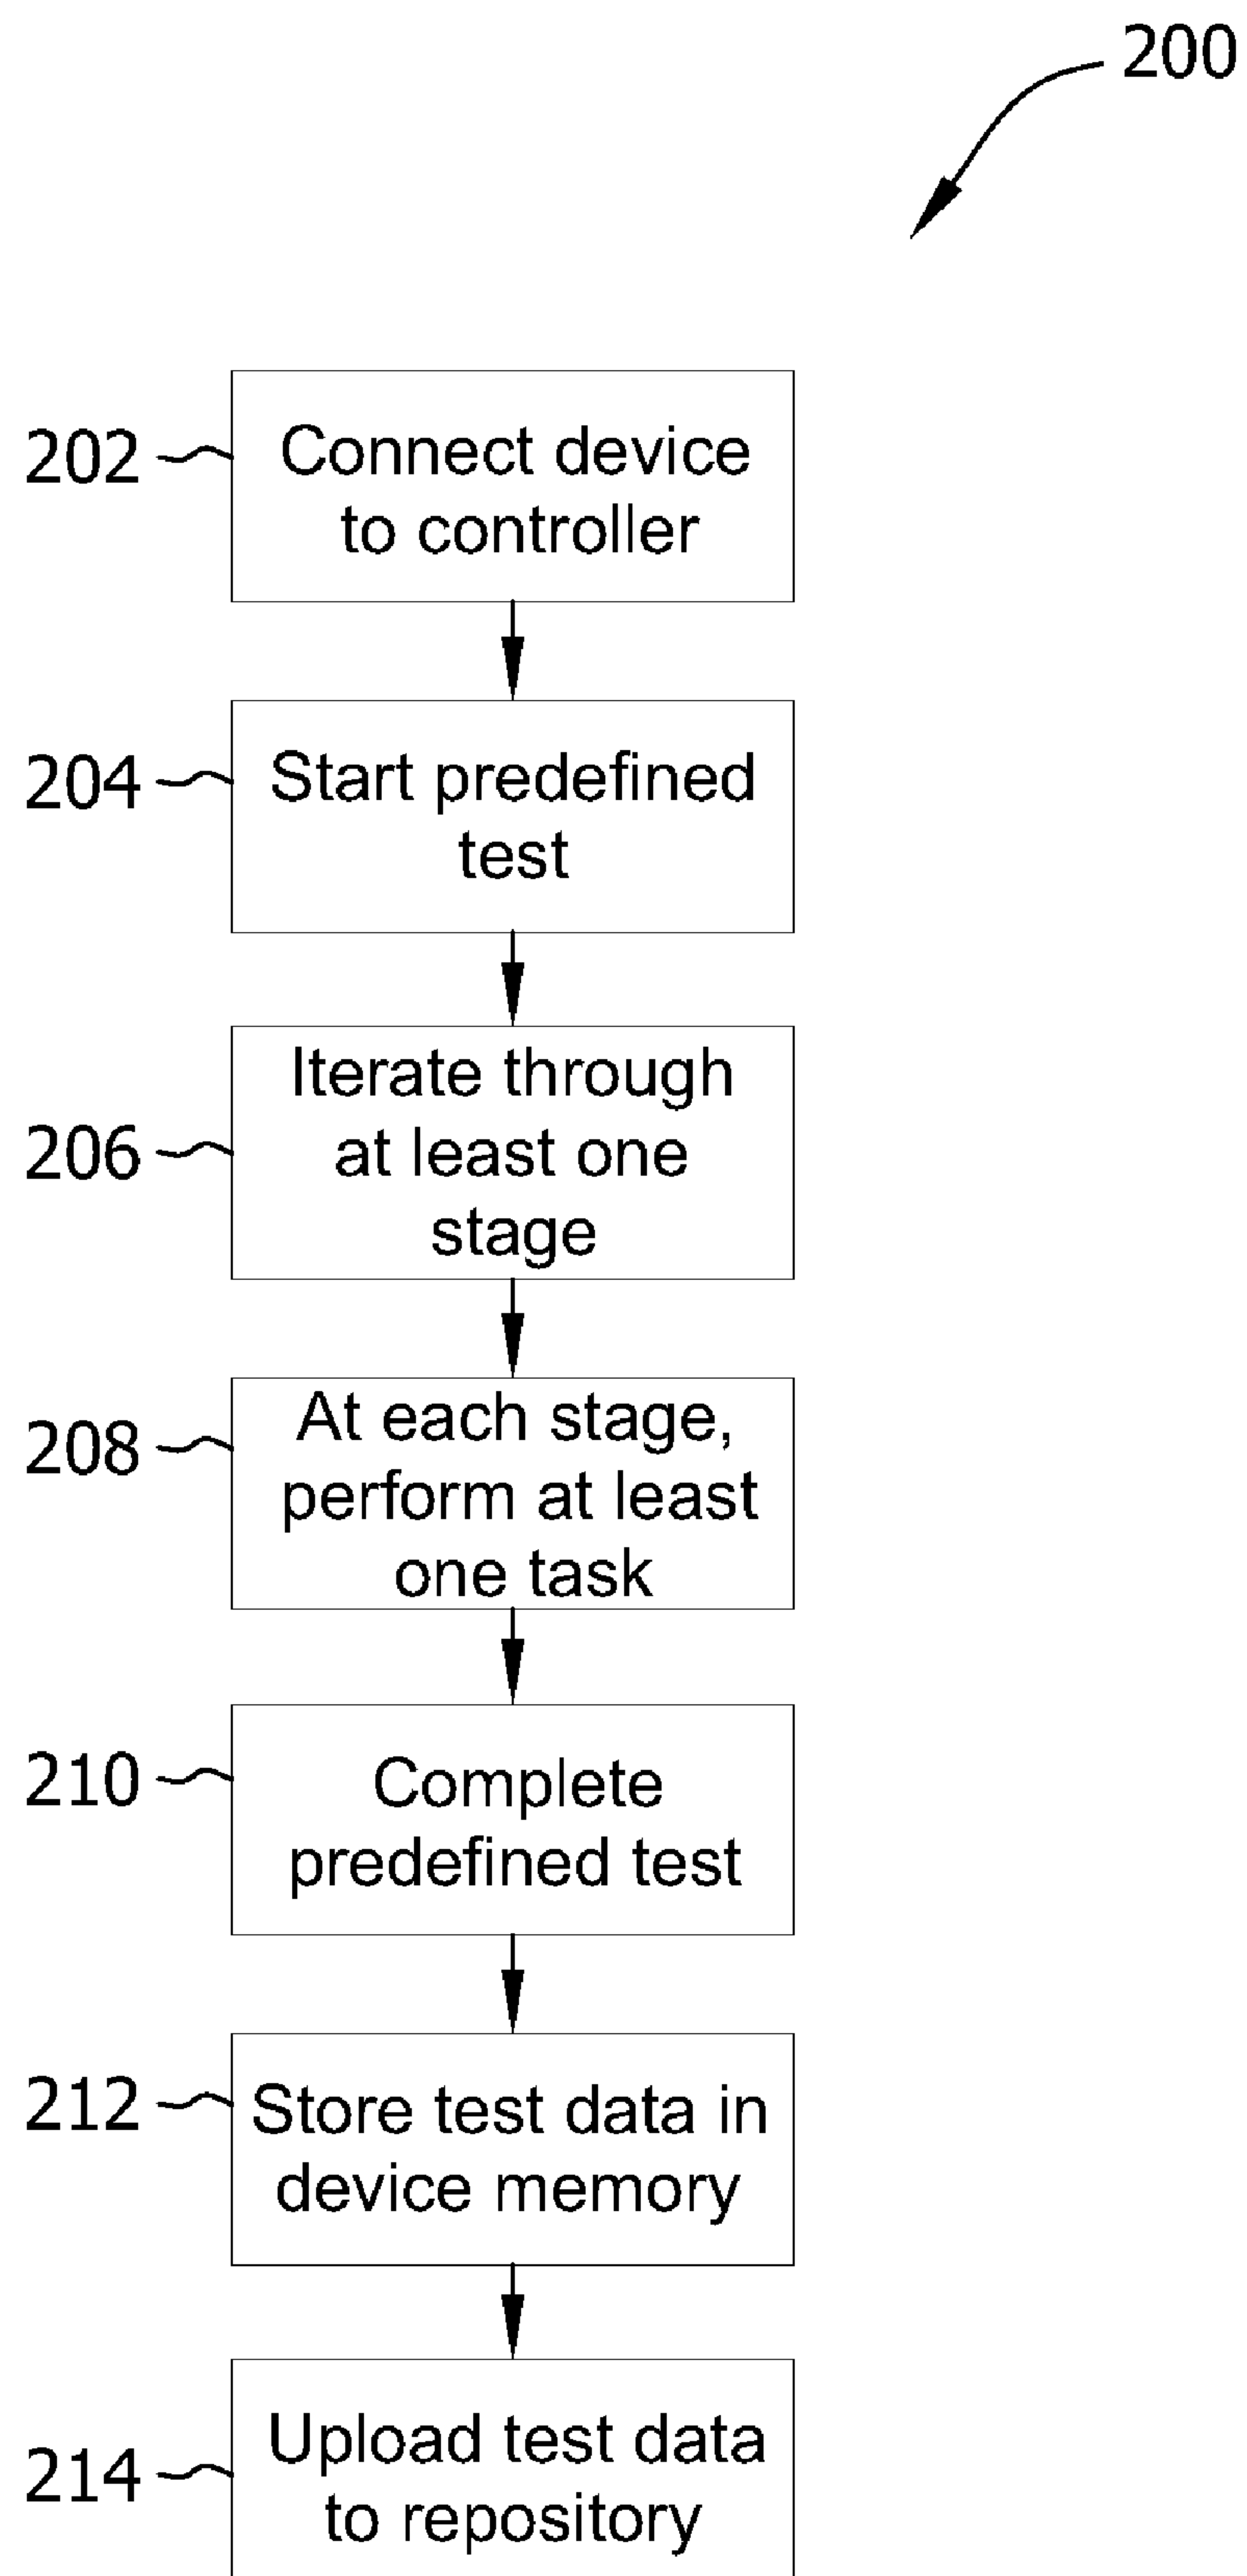 200
202
Connect device
to controller
204
Start predefined
test
206
Iterate through
at least one
stage
208
At each stage,
perform at least
one task
210
Complete
predefined test
212
Store test data in
device memory
214
Upload test data
to repository